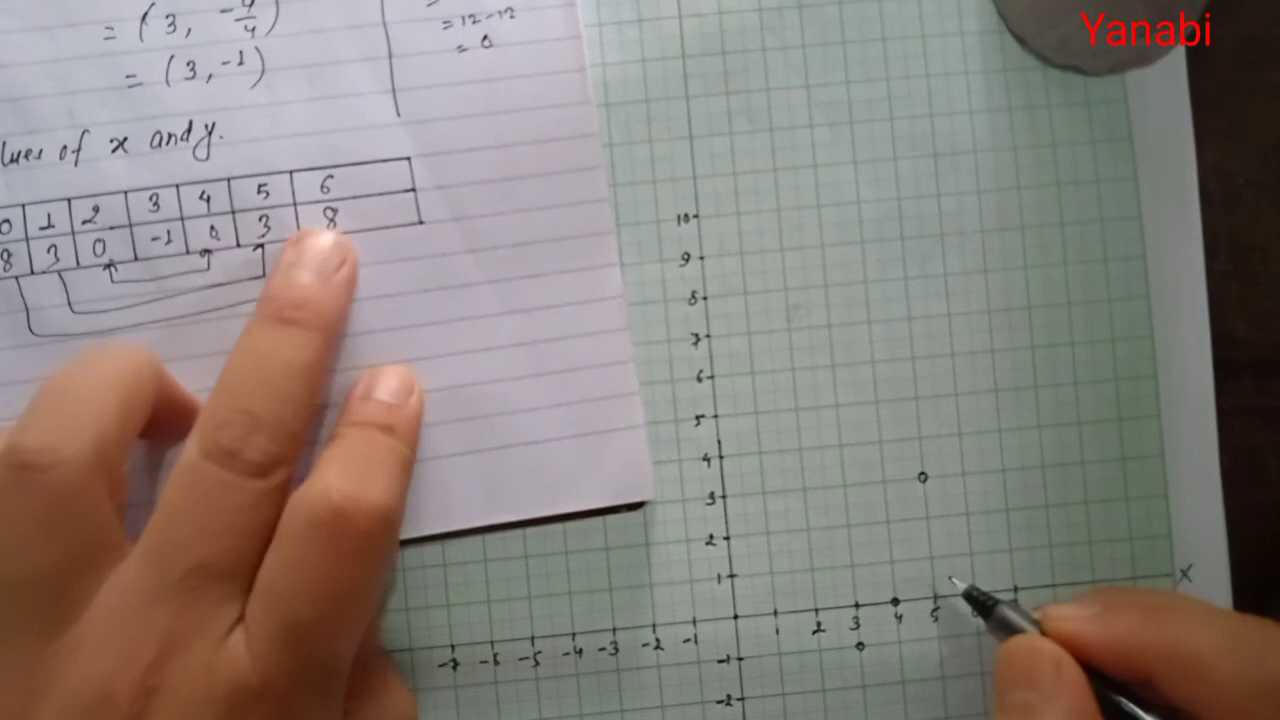 Yanabi
= (3, -4/4)
= (3, -1)
= 12-12
= 0
of x and y.
0 1 2 3 4 5 6
8 3 0 -1 0 3 8
10
9
8
7
6
5
4
3
2
1
X
-7 -6 -5 -4 -3 -2 -1 1 2 3 4 5
-1
-2